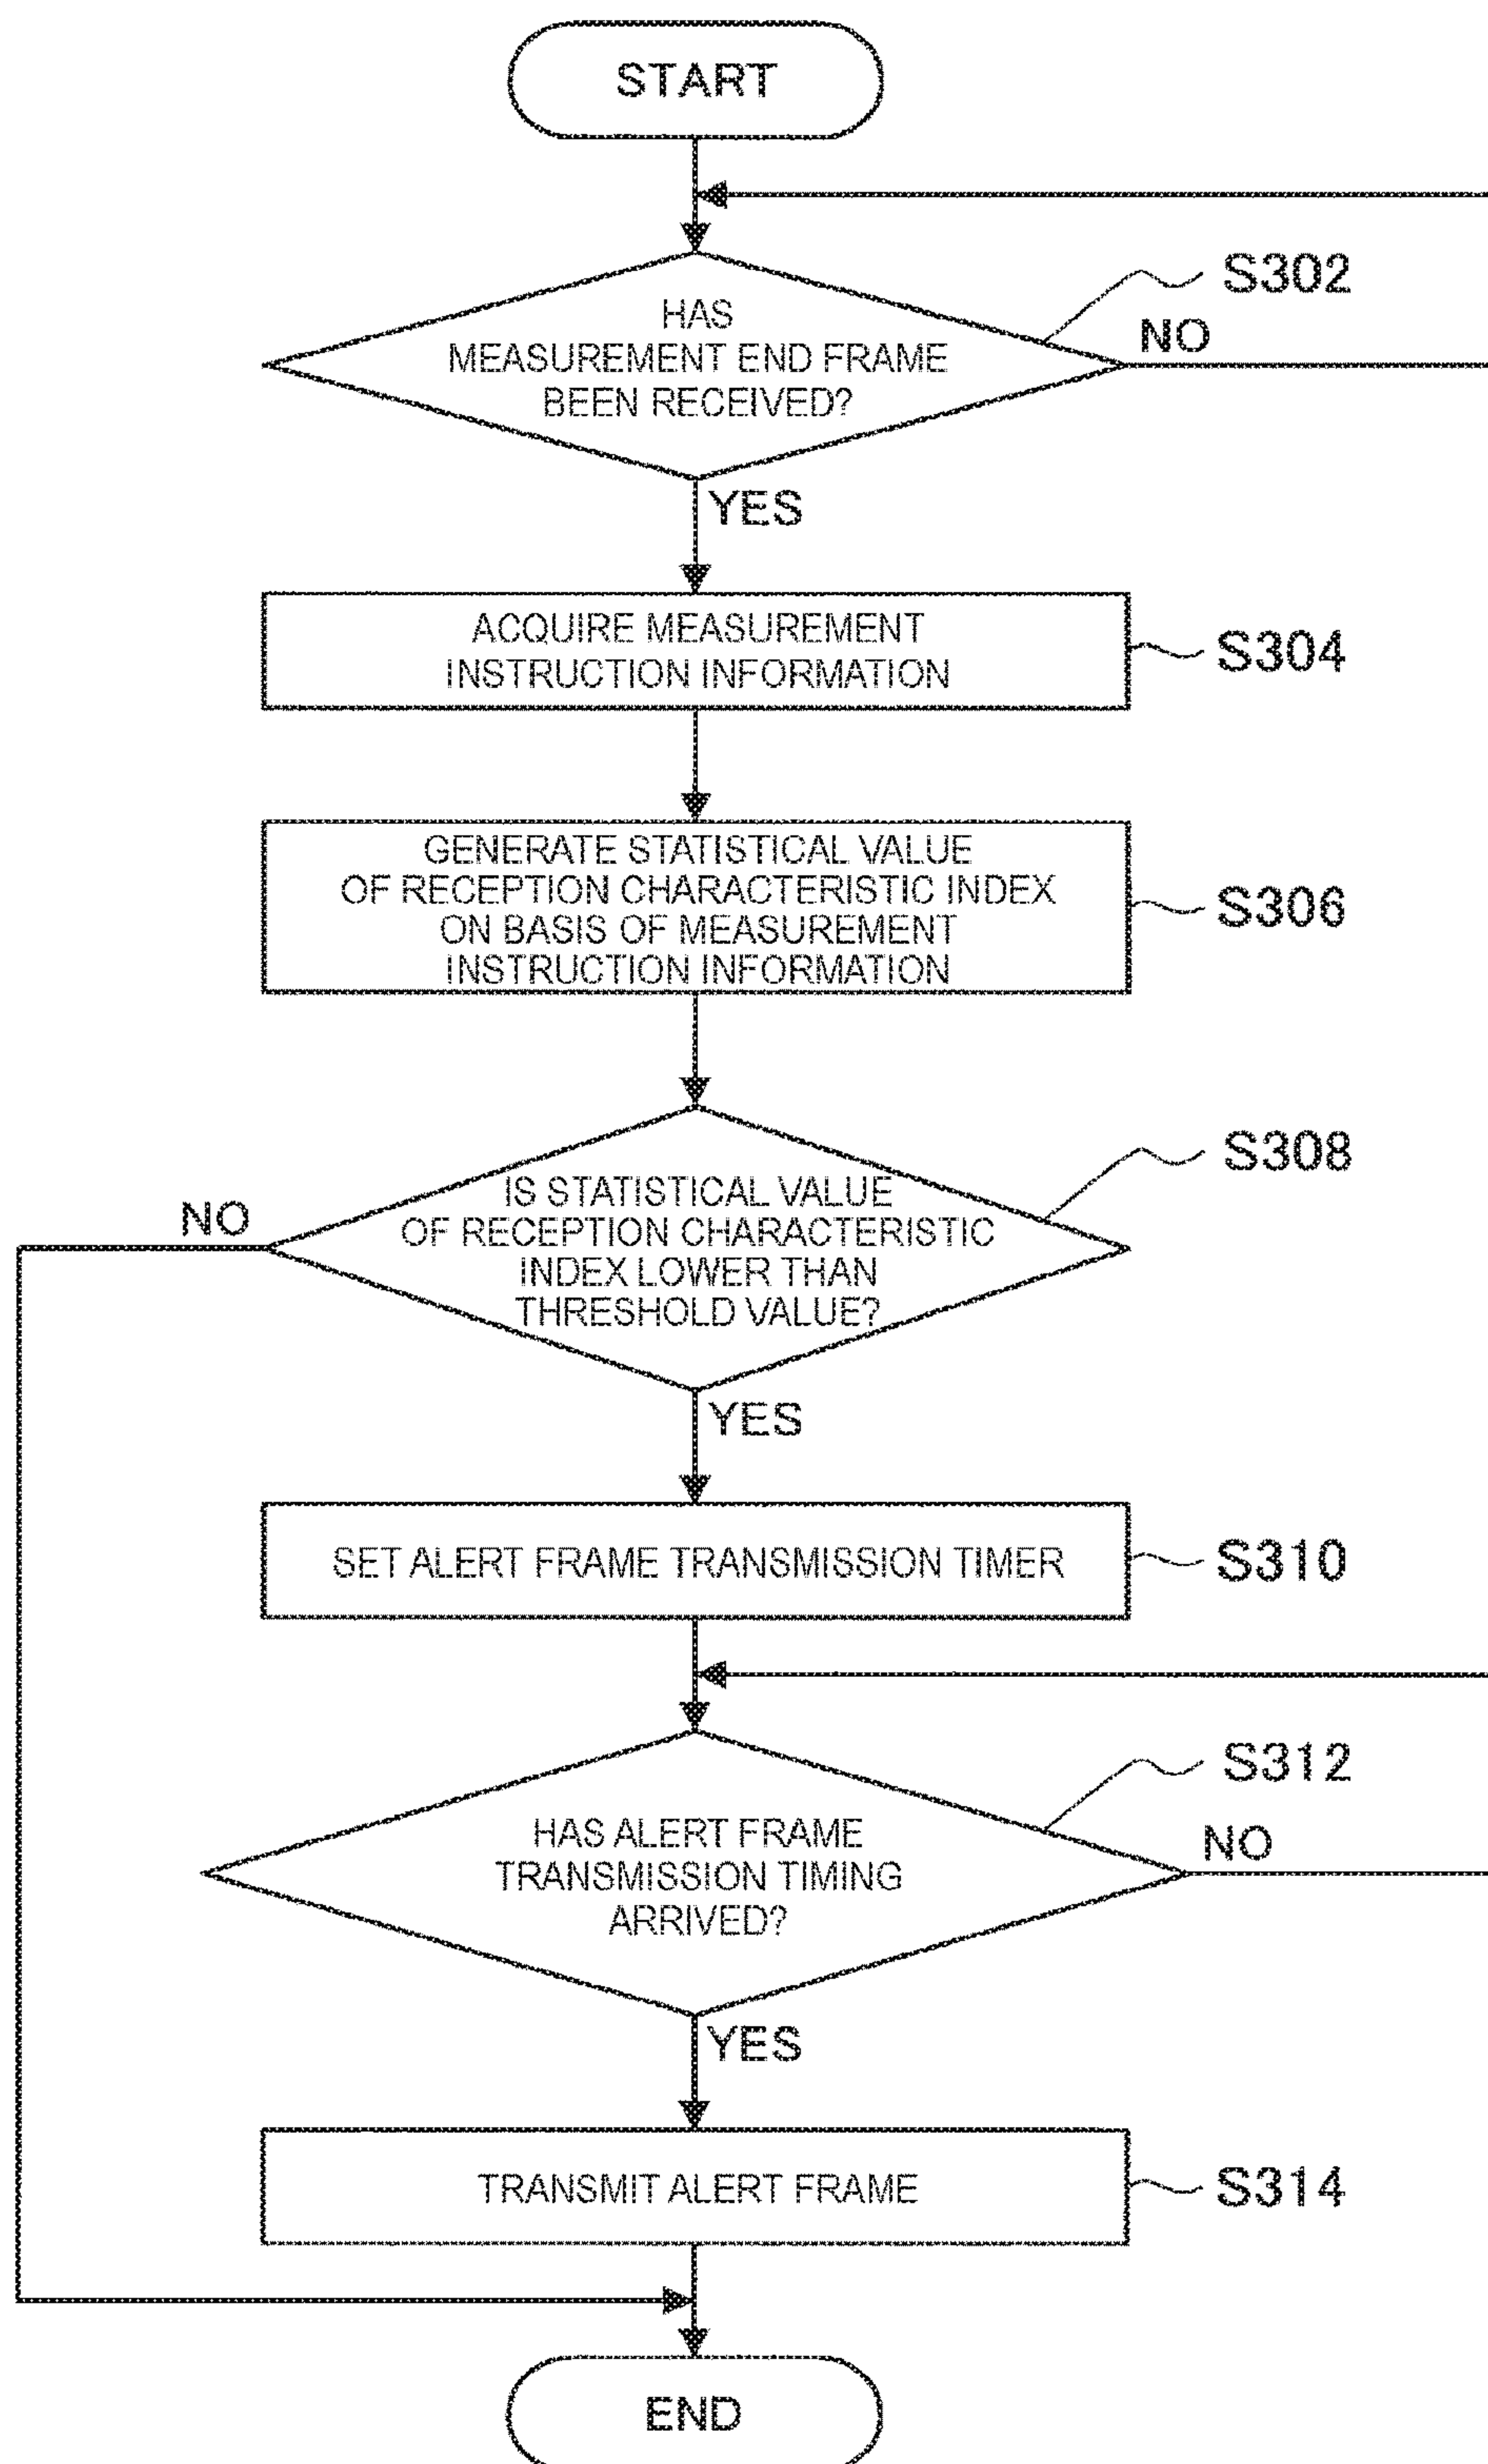 START
S302
HAS
NO
MEASUREMENT END FRAME
BEEN RECEIVED?
YES
ACQUIRE MEASUREMENT
INSTRUCTION INFORMATION
S304
GENERATE STATISTICAL VALUE
OF RECEPTION CHARACTERISTIC INDEX
ON BASIS OF MEASUREMENT
INSTRUCTION INFORMATION
S306
S308
NO
IS STATISTICAL VALUE
OF RECEPTION CHARACTERISTIC
INDEX LOWER THAN
THRESHOLD VALUE?
YES
SET ALERT FRAME TRANSMISSION TIMER
S310
S312
HAS ALERT FRAME
NO
TRANSMISSION TIMING
ARRIVED?
YES
TRANSMIT ALERT FRAME
S314
END